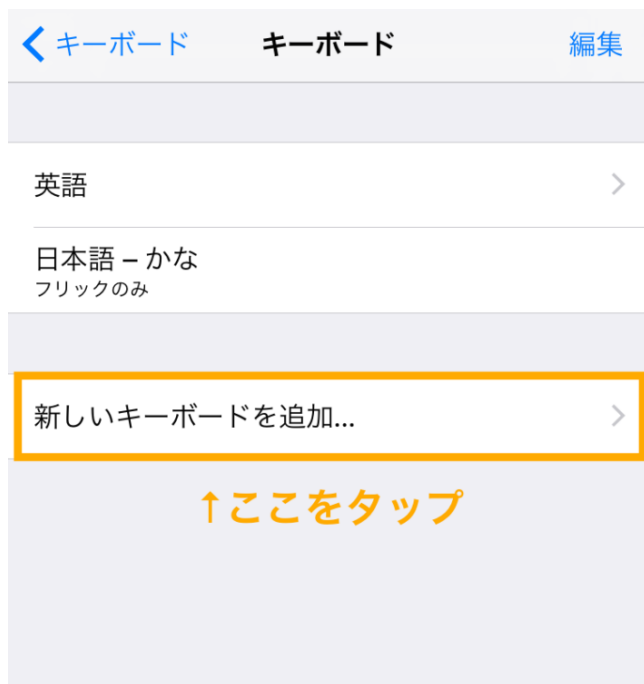 キーボード キーボード 編集
英語
日本語 – かな
フリックのみ
新しいキーボードを追加...
↑ここをタップ